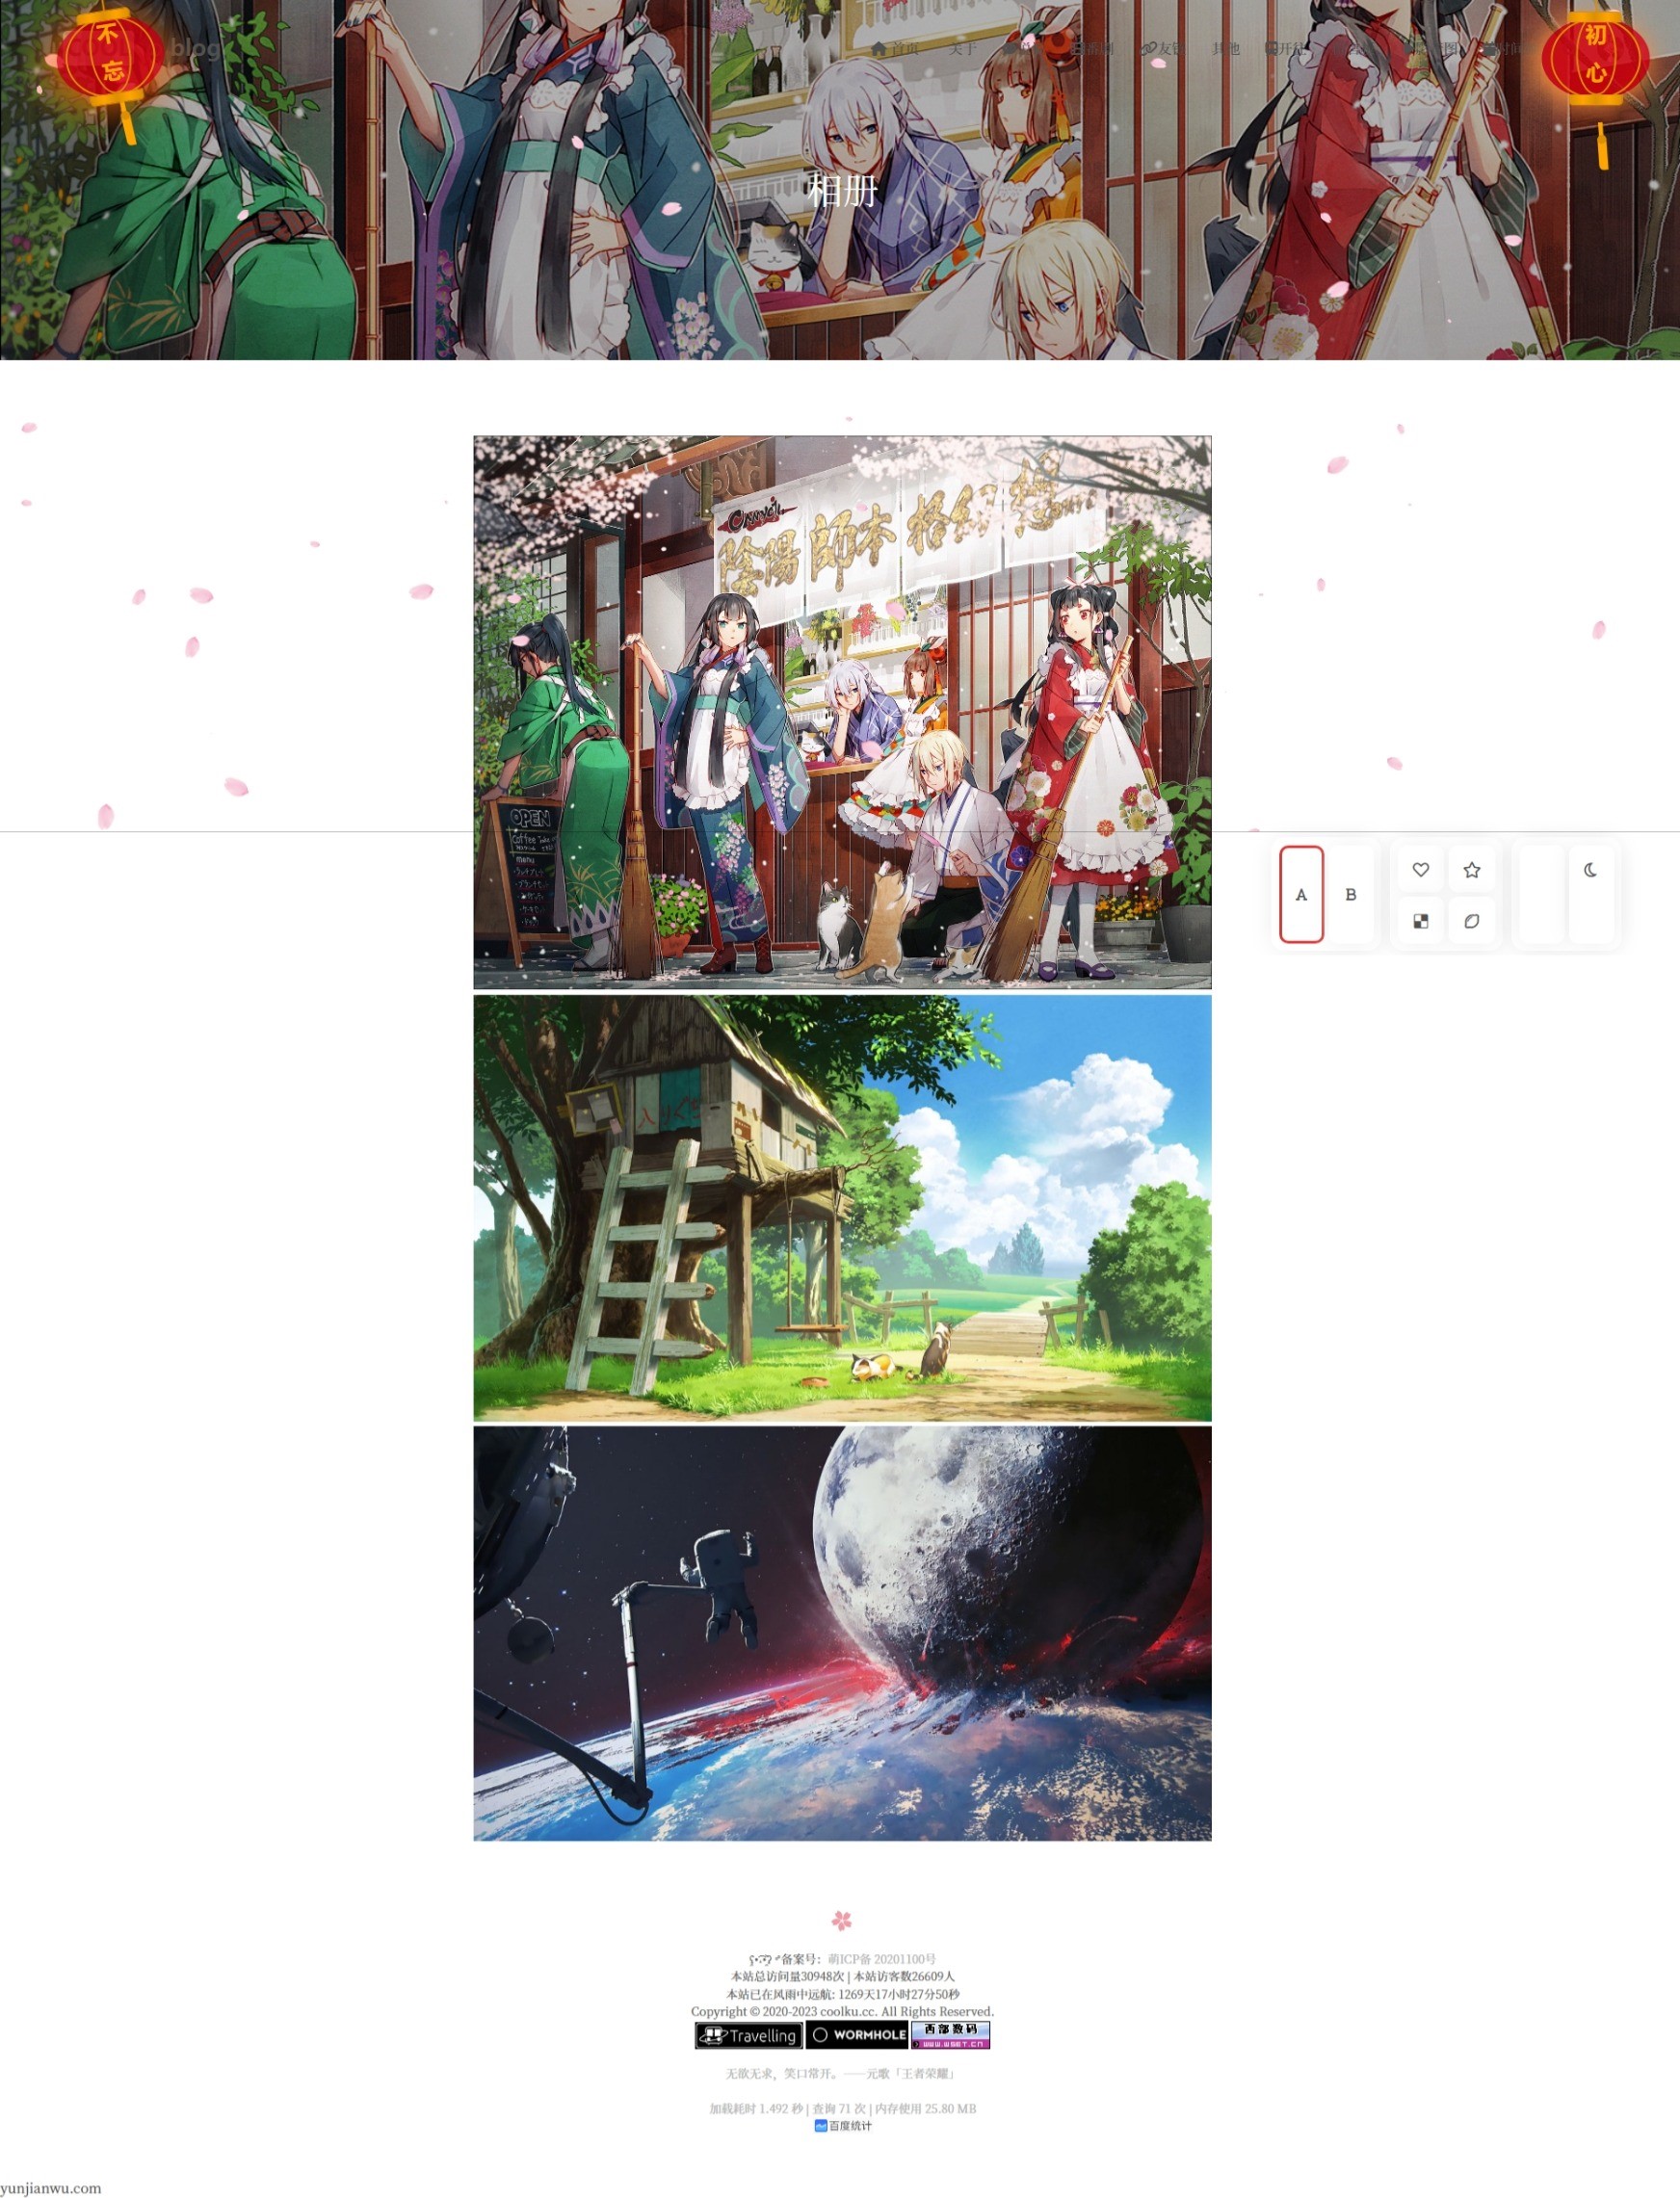 不忘
blog
首页 关于 友链 其他 开往
初心
相册
陰陽師本格幻想
OPEN
Coffee
menu
A B
备案号：萌ICP备 20201100号
本站总访问量30948次 | 本站访客数26609人
本站已在风雨中远航: 1269天17小时27分50秒
Copyright © 2020-2023 coolku.cc. All Rights Reserved.
Travelling WORMHOLE 西部数码 WWW.WEST.CN
无欲无求，笑口常开。——元歌「王者荣耀」
加载耗时 1.492 秒 | 查询 71 次 | 内存使用 25.80 MB
百度统计
yunjianwu.com